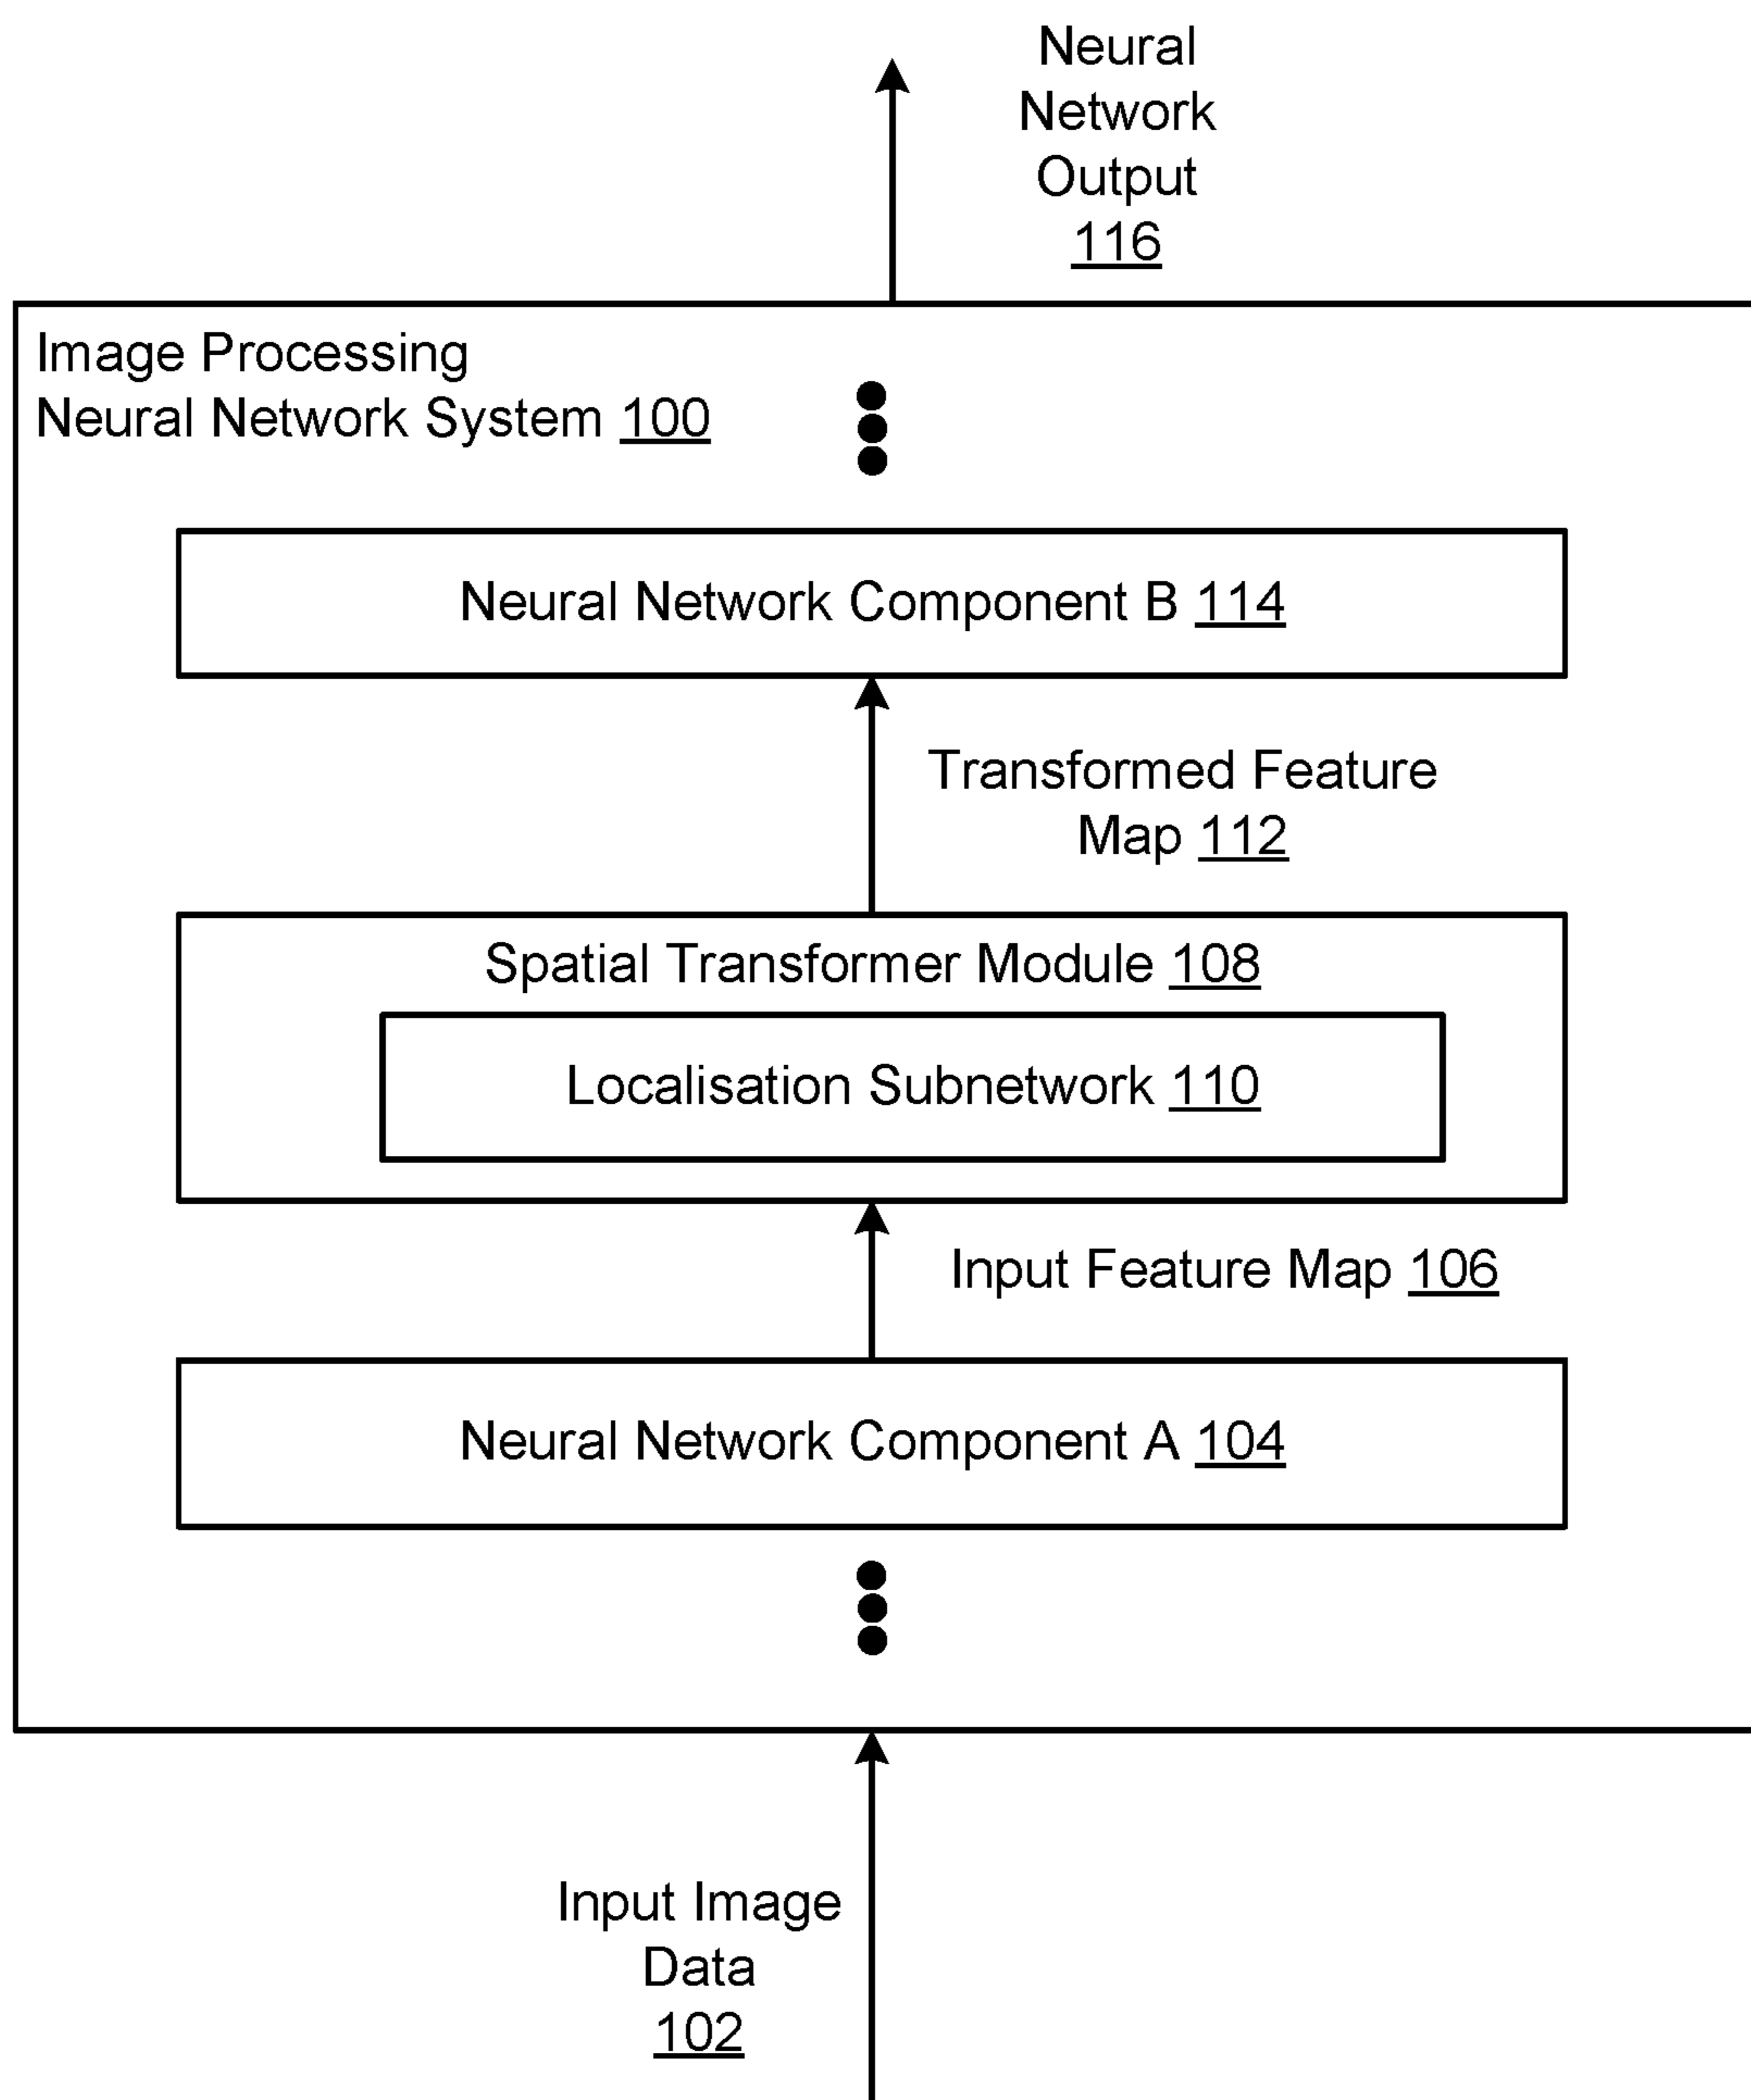 Neural
Network
Output
116
Image Processing
Neural Network System 100
Neural Network Component B 114
Transformed Feature
Map 112
Spatial Transformer Module 108
Localisation Subnetwork 110
Input Feature Map 106
Neural Network Component A 104
Input Image
Data
102